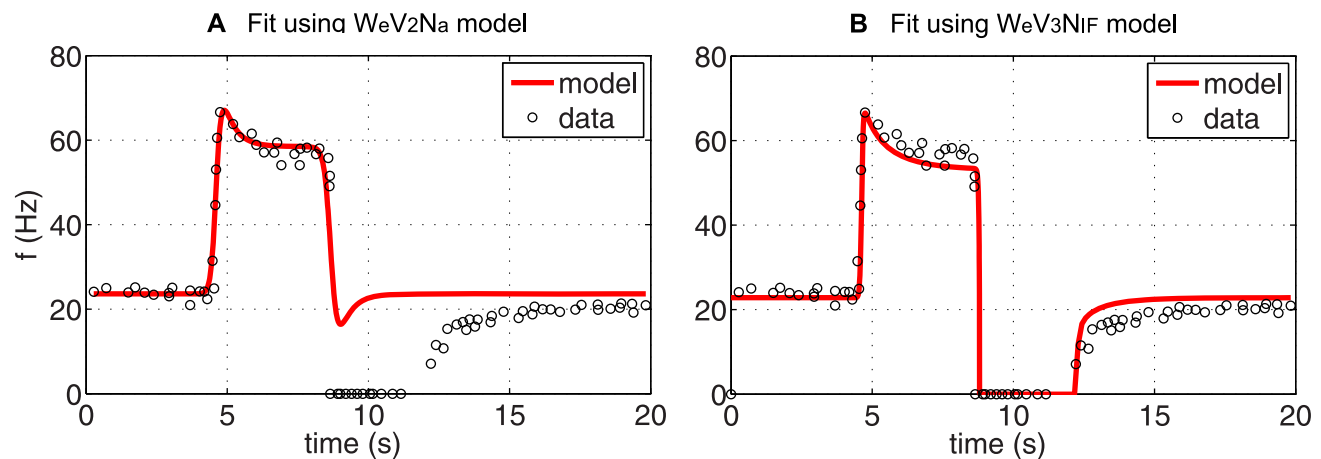 A Fit using WeV2Na model
80
60
40
20
0
f (Hz)
0 5 10 15 20
time (s)
model
data
B Fit using WeV3NIF model
80
60
40
20
0
0 5 10 15 20
time (s)
model
data